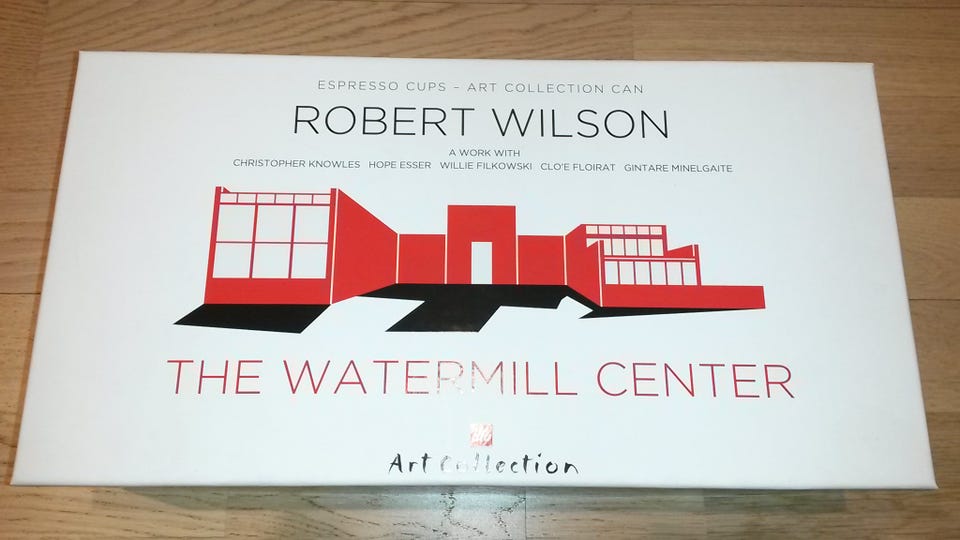 ESPRESSO CUPS – ART COLLECTION CAN
ROBERT WILSON
A WORK WITH
CHRISTOPHER KNOWLES HOPE ESSER WILLIE FILKOWSKI CLO'E FLOIRAT GINTARE MINELGAITE
THE WATERMILL CENTER
illy
Art Collection